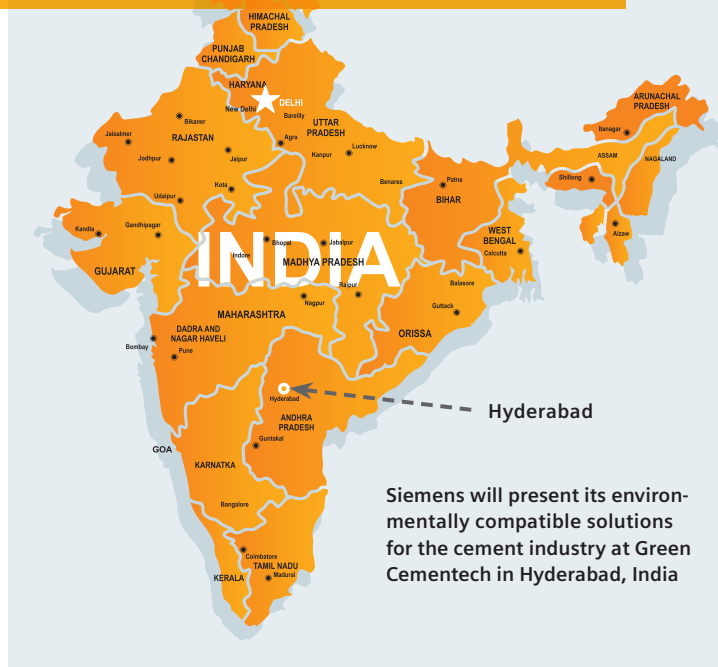 HIMACHAL
PRADESH
PUNJAB
CHANDIGARH
HARYANA
New Delhi
DELHI
Bareilly
ARUNACHAL
PRADESH
Itanagar
Bikaner
UTTAR
PRADESH
Jaisalmer
RAJASTAN
Agra
Lucknow
Jodhpur
Jaipur
Kanpur
ASSAM
NAGALAND
Shillong
Kota
Benares
Patna
BIHAR
Udaipur
Kandla
Gandhipagar
INDIA
WEST
BENGAL
Calcutta
Aizaw
Indore
Bhopal
Jabalpur
MADHYA PRADESH
GUJARAT
Raipur
Balasore
Nagpur
Guttack
MAHARASHTRA
DADRA AND
NAGAR HAVELI
ORISSA
Bombay
Pune
Hyderabad
Hyderabad
ANDHRA
PRADESH
Guntakal
GOA
KARNATKA
Bangalore
Siemens will present its environ-
mentally compatible solutions
for the cement industry at Green
Cementech in Hyderabad, India
Coimbatore
TAMIL NADU
Madurai
KERALA